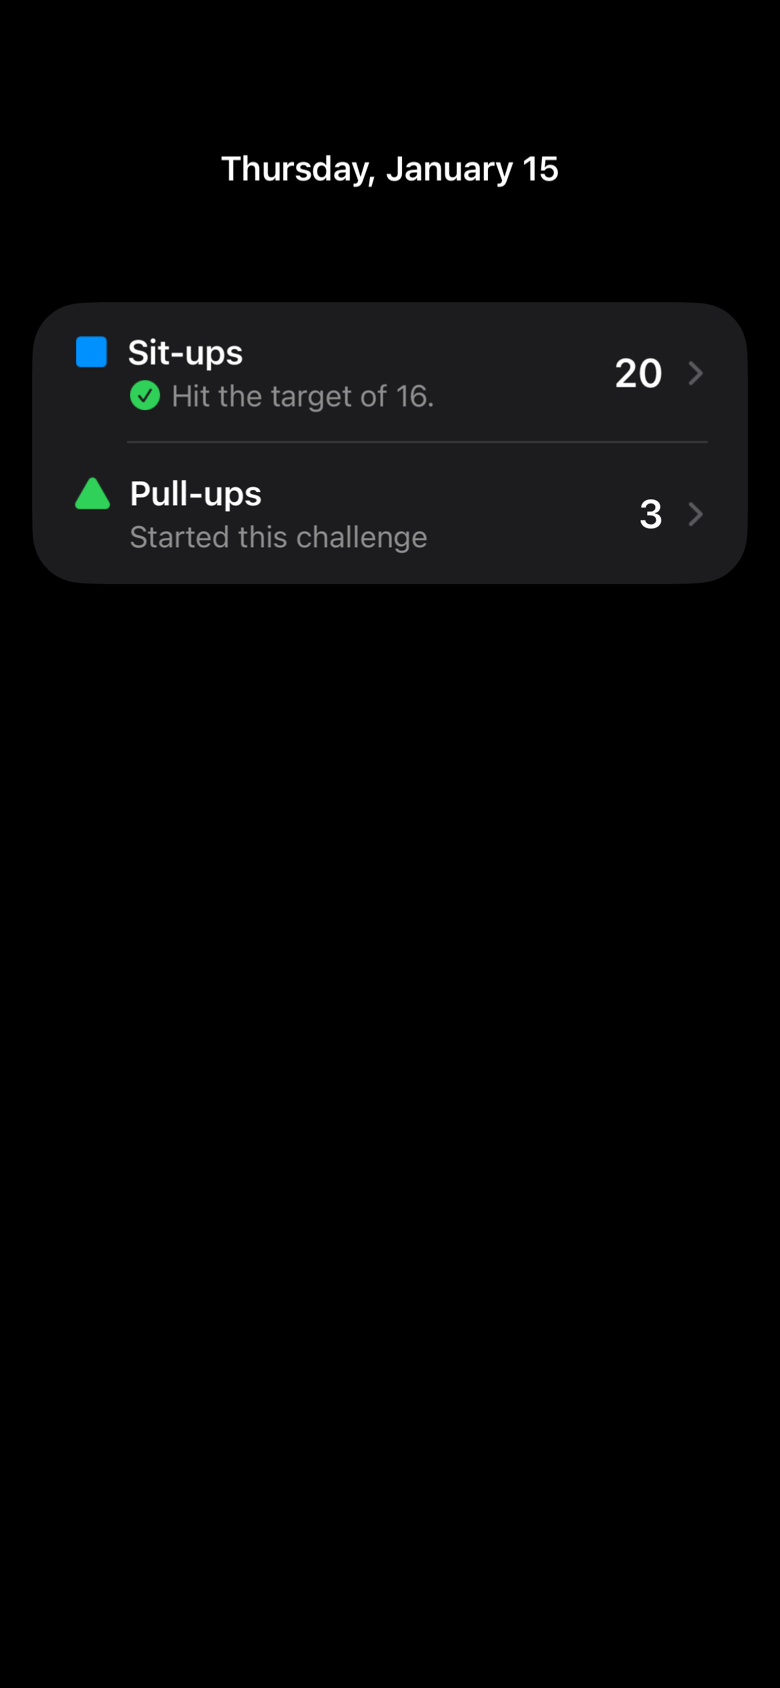 Thursday, January 15
Sit-ups
Hit the target of 16.
20
Pull-ups
Started this challenge
3